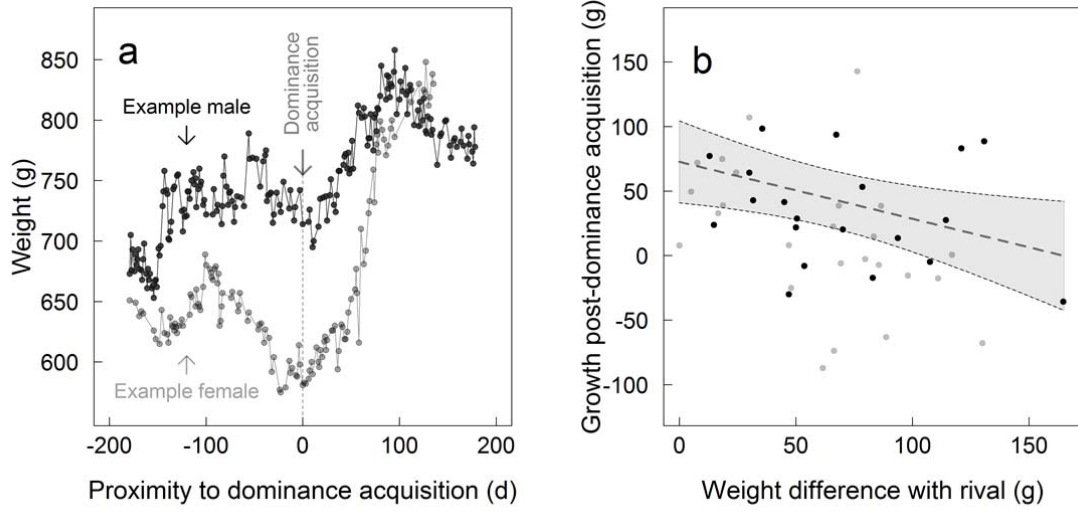 a
850
800
750
700
650
600
Weight (g)
Example male
Dominance
acquisition
Example female
-200
-100
0
100
200
Proximity to dominance acquisition (d)
b
150
100
50
0
-50
-100
Growth post-dominance acquisition (g)
0
50
100
150
Weight difference with rival (g)